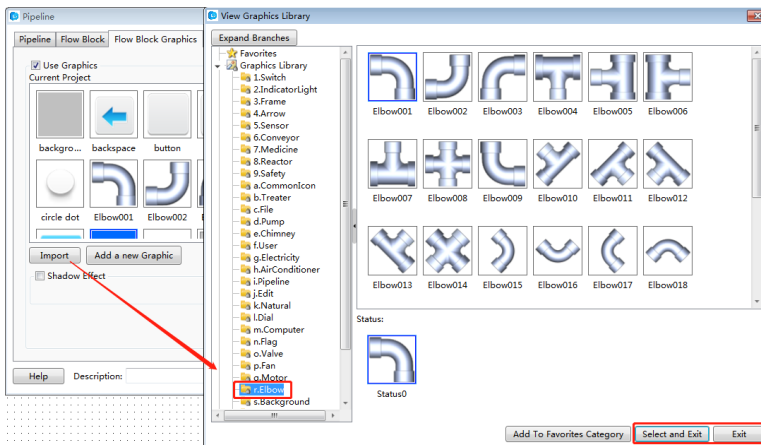 Pipeline
Pipeline Flow Block Flow Block Graphics
Use Graphics
Current Project
backgro... backspace button
circle dot Elbow001 Elbow002
Import Add a new Graphic
Shadow Effect
Help Description:
View Graphics Library
Expand Branches
Favorites
Graphics Library
1.Switch
2.IndicatorLight
3.Frame
4.Arrow
5.Sensor
6.Conveyor
7.Medicine
8.Reactor
9.Safety
a.CommonIcon
b.Treater
c.File
d.Pump
e.Chimney
f.User
g.Electricity
h.AirConditioner
i.Pipeline
j.Edit
k.Natural
l.Dial
m.Computer
n.Flag
o.Valve
p.Fan
q.Motor
r.Elbow
s.Background
Elbow001 Elbow002 Elbow003 Elbow004 Elbow005 Elbow006
Elbow007 Elbow008 Elbow009 Elbow010 Elbow011 Elbow012
Elbow013 Elbow014 Elbow015 Elbow016 Elbow017 Elbow018
Status:
Status0
Add To Favorites Category Select and Exit Exit